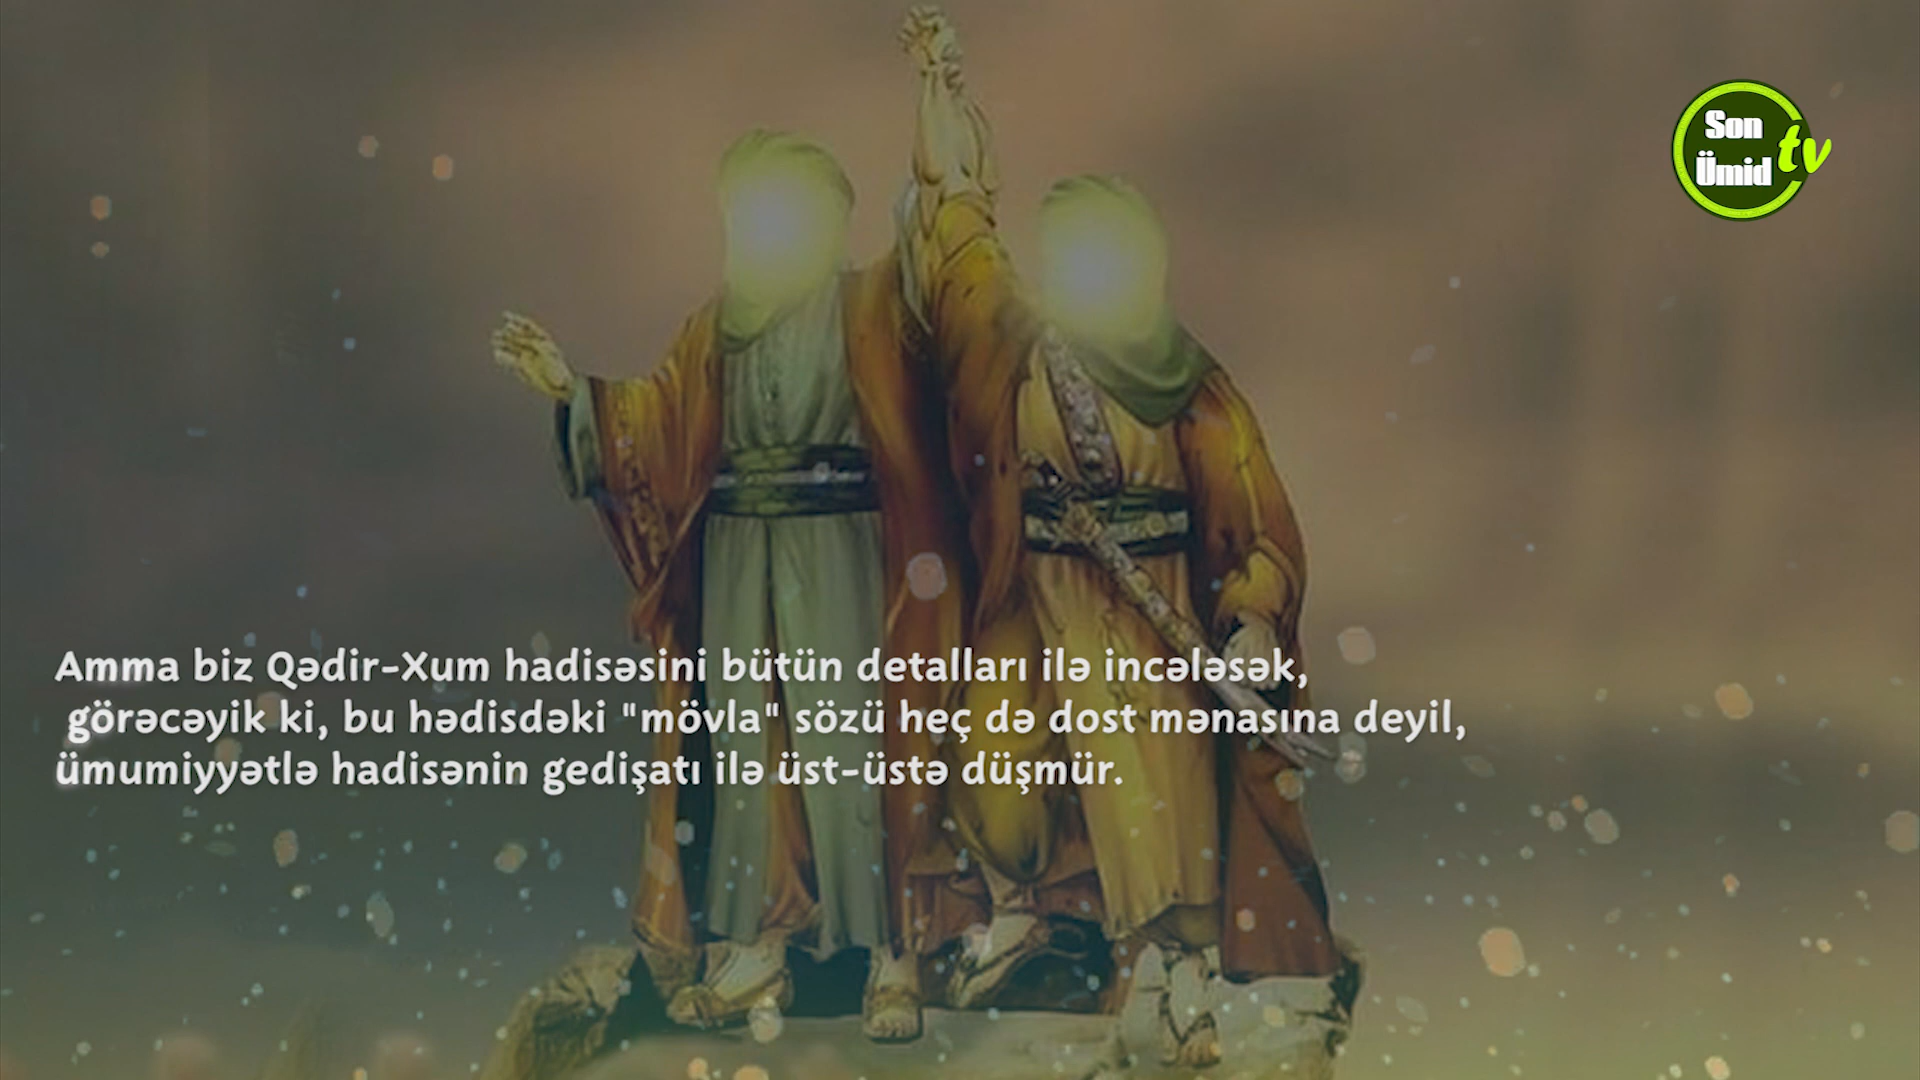 Son
Ümid tv
Amma biz Qədir-Xum hadisəsini bütün detalları ilə incələsək,
görəcəyik ki, bu hədisdəki "mövla" sözü heç də dost mənasına deyil,
ümumiyyətlə hadisənin gedişatı ilə üst-üstə düşmür.